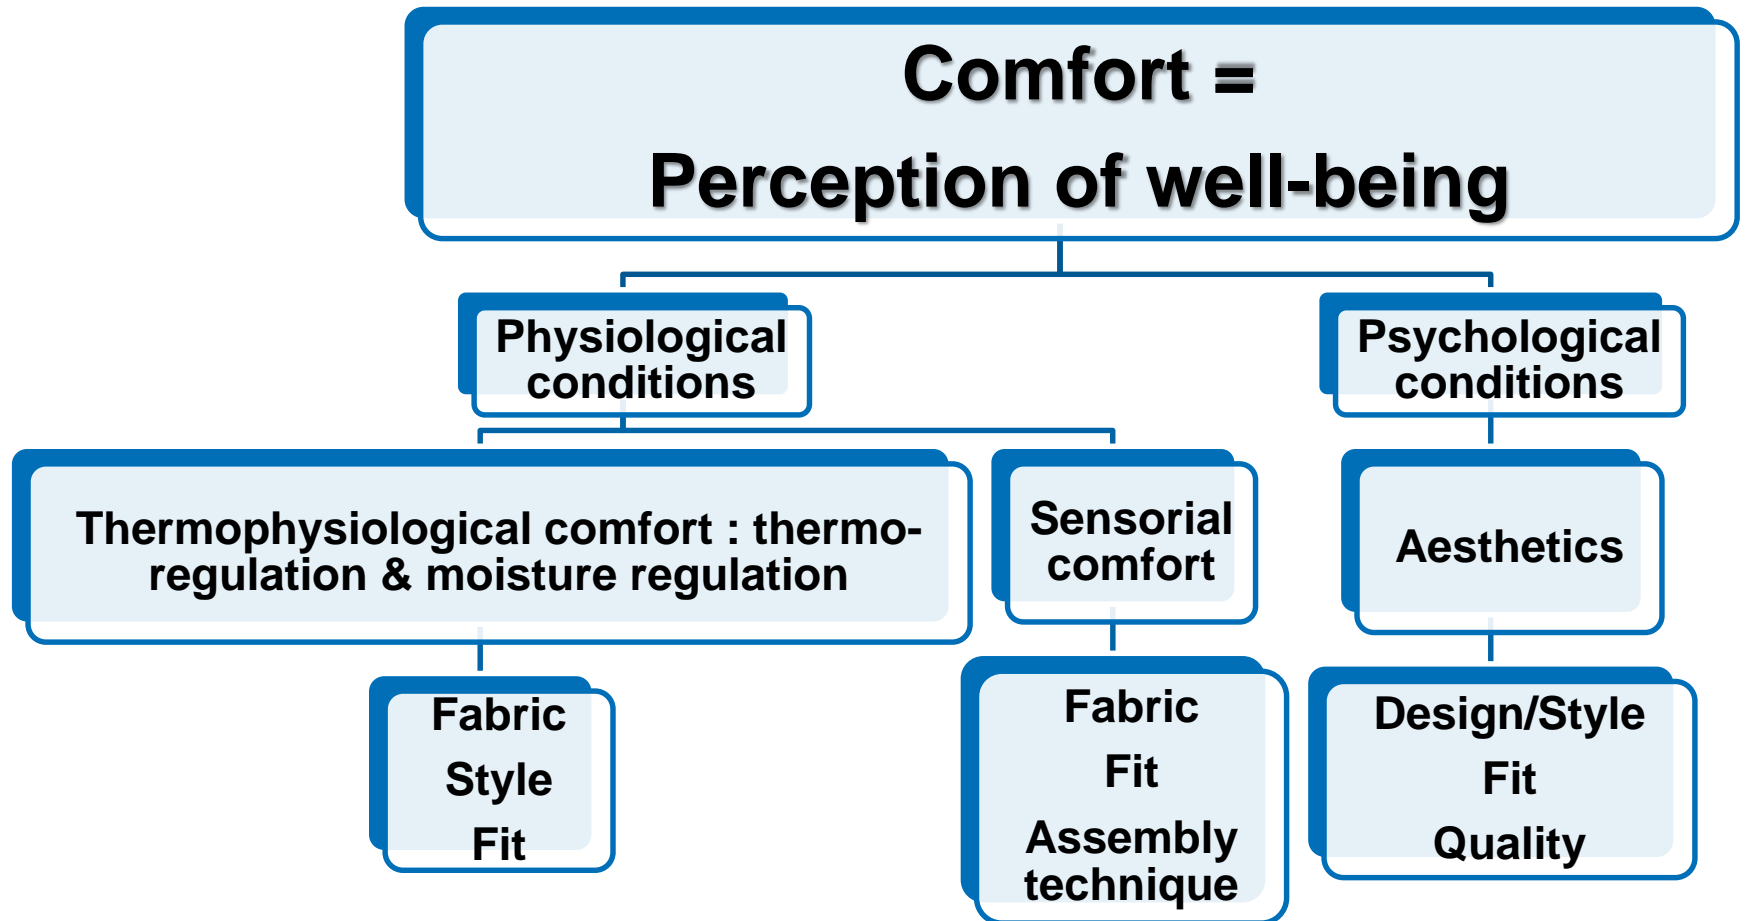 Comfort =
Perception of well-being
Physiological
conditions
Psychological
conditions
Thermophysiological comfort : thermo-
regulation & moisture regulation
Sensorial
comfort
Aesthetics
Fabric
Style
Fit
Fabric
Fit
Assembly
technique
Design/Style
Fit
Quality